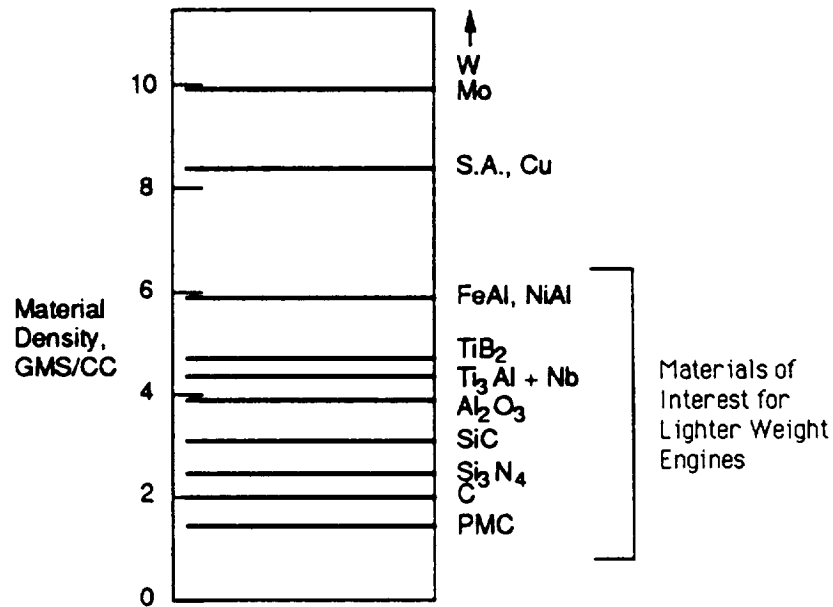 W
10
Mo
S.A., Cu
8
6
FeAl, NiAl
Material
Density,
GMS/CC
TiB2
Ti3Al + Nb
4
Al2O3
SiC
Si3N4
C
2
PMC
0
Materials of
Interest for
Lighter Weight
Engines